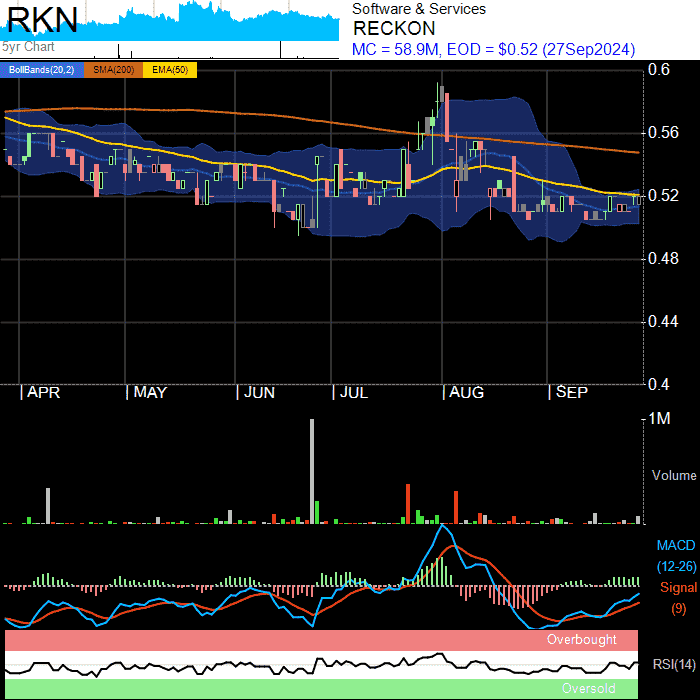 RKN
5yr Chart
Software & Services
RECKON
MC = 58.9M, EOD = $0.52 (27Sep2024)
BollBands(20,2) SMA(200) EMA(50)
0.6
0.56
0.52
0.48
0.44
0.4
APR MAY JUN JUL AUG SEP
1M
Volume
MACD
(12-26)
Signal
(9)
Overbought
RSI(14)
Oversold